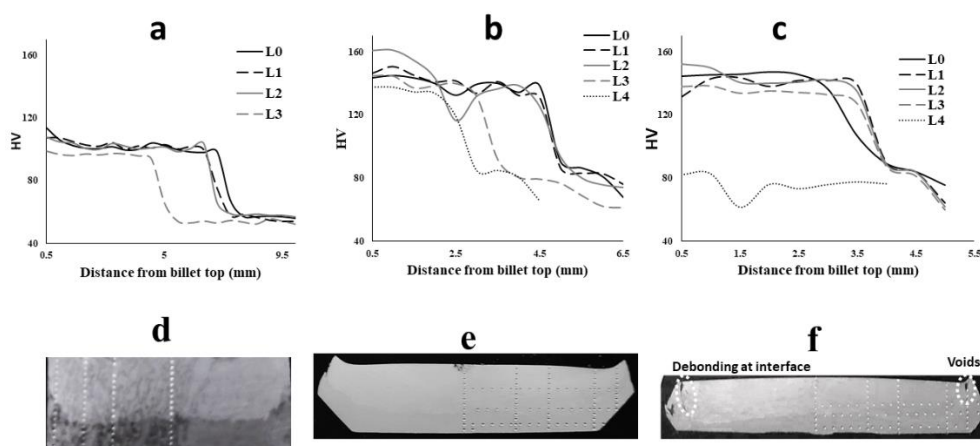 a
L0
L1
L2
L3
160
120
80
40
HV
0.5
5
9.5
Distance from billet top (mm)
b
L0
L1
L2
L3
L4
160
120
80
40
HV
0.5
2.5
4.5
6.5
Distance from billet top (mm)
c
L0
L1
L2
L3
L4
160
120
80
40
HV
0.5
1.5
2.5
3.5
4.5
5.5
Distance from billet top (mm)
d
e
f
Debonding at interface
Voids